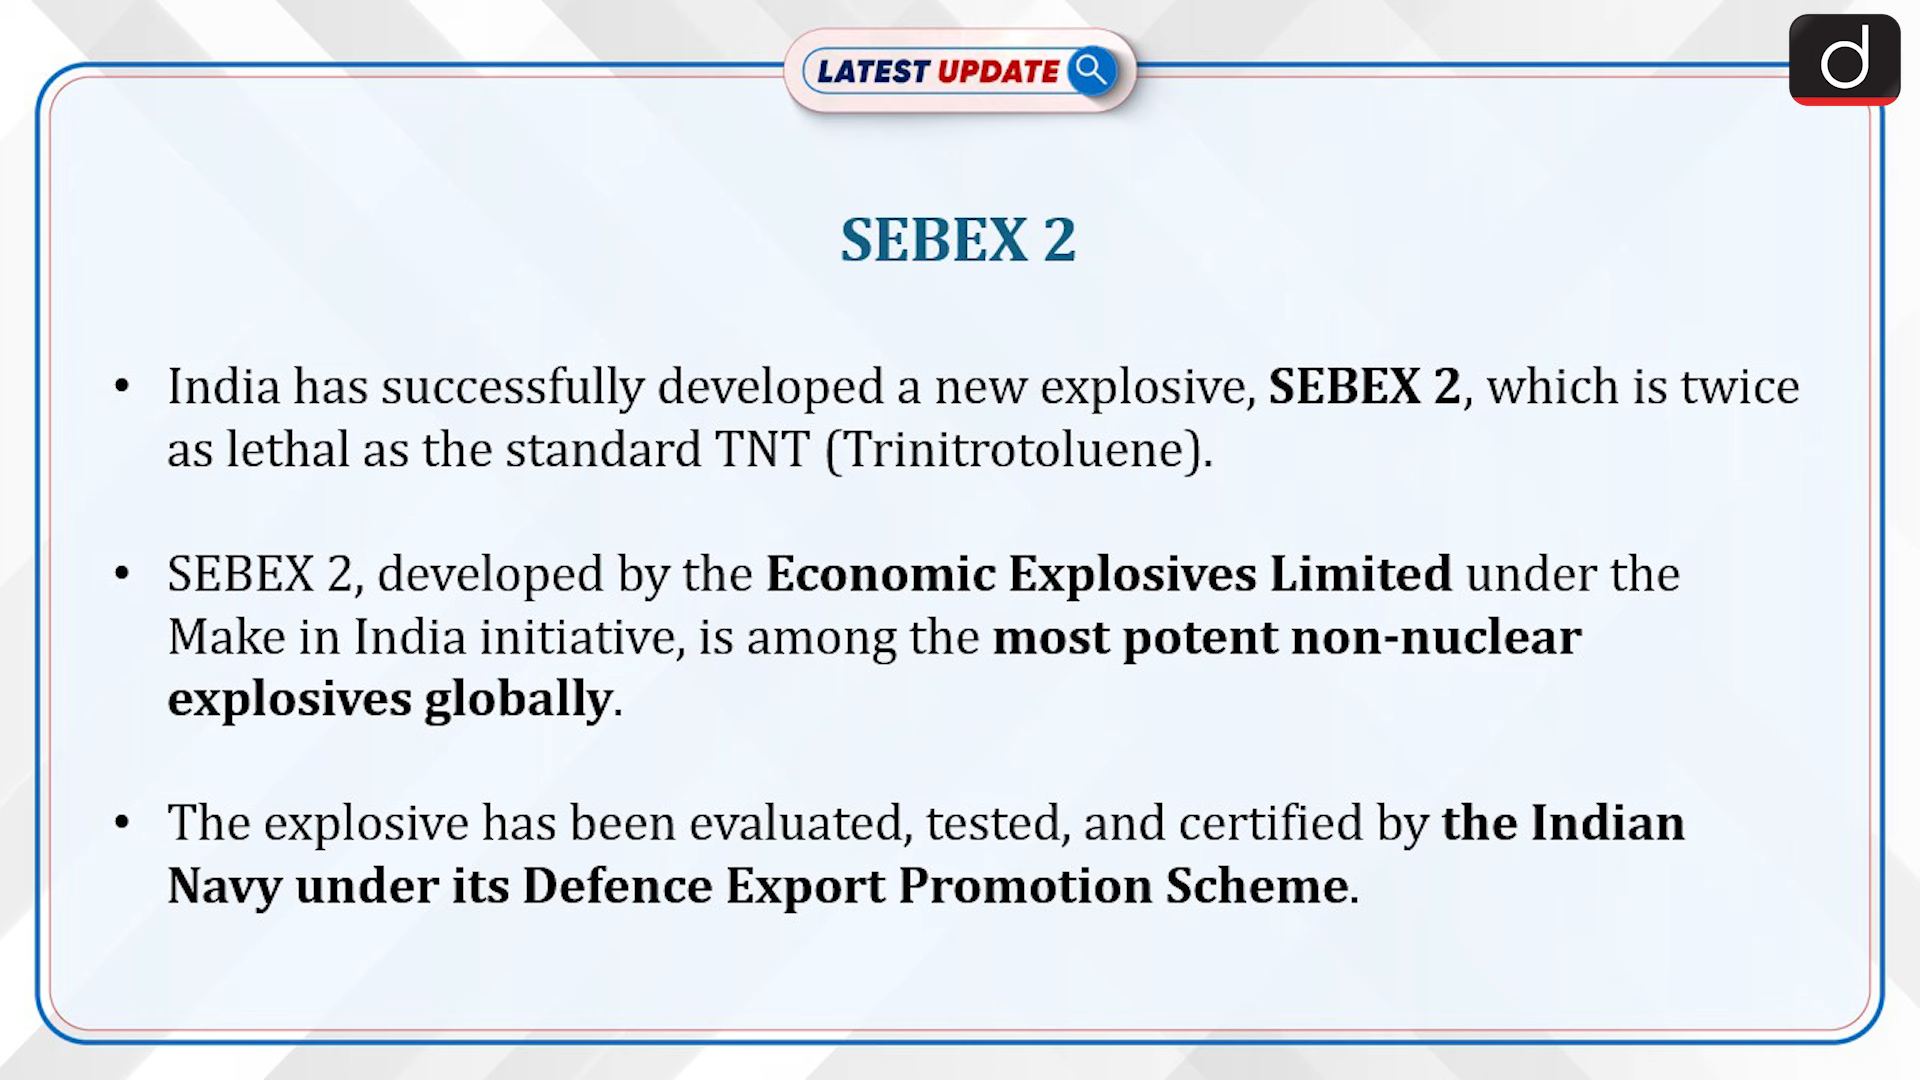 LATEST UPDATE
d
SEBEX 2
• India has successfully developed a new explosive, SEBEX 2, which is twice
as lethal as the standard TNT (Trinitrotoluene).
• SEBEX 2, developed by the Economic Explosives Limited under the
Make in India initiative, is among the most potent non-nuclear
explosives globally.
• The explosive has been evaluated, tested, and certified by the Indian
Navy under its Defence Export Promotion Scheme.